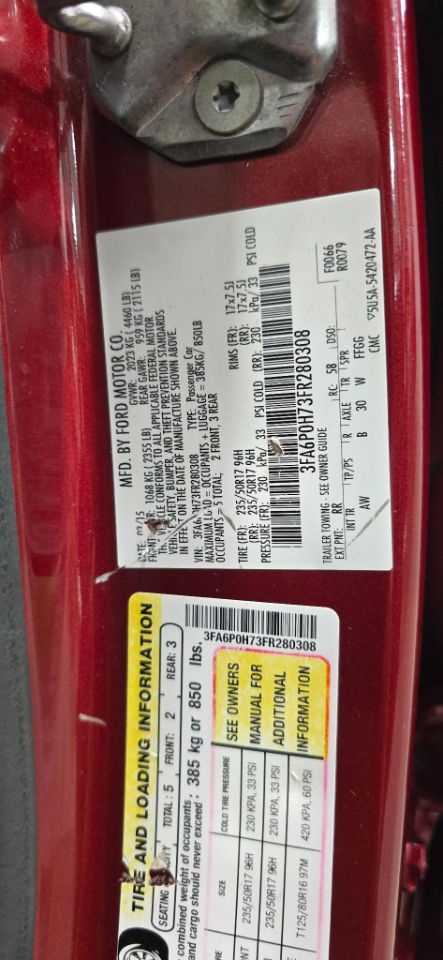 MFD. BY FORD MOTOR CO.
/15 GVWR: 2023 KG ( 4460 LB)
FRONT 1068 KG ( 2355 LB) REAR GAWR: 959 KG ( 2115 LB)
VEHICLE CONFORMS TO ALL APPLICABLE FEDERAL MOTOR
VEHICLE SAFETY, BUMPER, AND THEFT PREVENTION STANDARDS
IN EFFECT ON THE DATE OF MANUFACTURE SHOWN ABOVE.
VIN: 3FA6P0H73FR280308 TYPE: Passenger Car
MAXIMUM LOAD = OCCUPANTS + LUGGAGE = 385KG/ 850LB
OCCUPANTS = 5 TOTAL; 2 FRONT, 3 REAR
TIRE (FR): 235/50R17 96H RIMS (FR): 17x7.5J
(RR): 235/50R17 96H (RR): 17x7.5J
PRESSURE (FR): 230 kPa/ 33 PSI COLD (RR): 230 kPa/ 33 PSI COLD
3FA6P0H73FR280308
TRAILER TOWING - SEE OWNER GUIDE F0066
EXT PNT: RR RC: 58 DSO: R0079
INT TR TP/PS R AXLE TR SPR
AW B 30 W FFGG
CMC ▽5U5A-5420472-AA
TIRE AND LOADING INFORMATION
SEATING TOTAL : 5 FRONT: 2 REAR: 3
combined weight of occupants
and cargo should never exceed : 385 kg or 850 lbs.
3FA6P0H73FR280308
SIZE COLD TIRE PRESSURE SEE OWNERS
235/50R17 96H 230 KPA, 33 PSI MANUAL FOR
235/50R17 96H 230 KPA, 33 PSI ADDITIONAL
T125/80R16 97M 420 KPA, 60 PSI INFORMATION